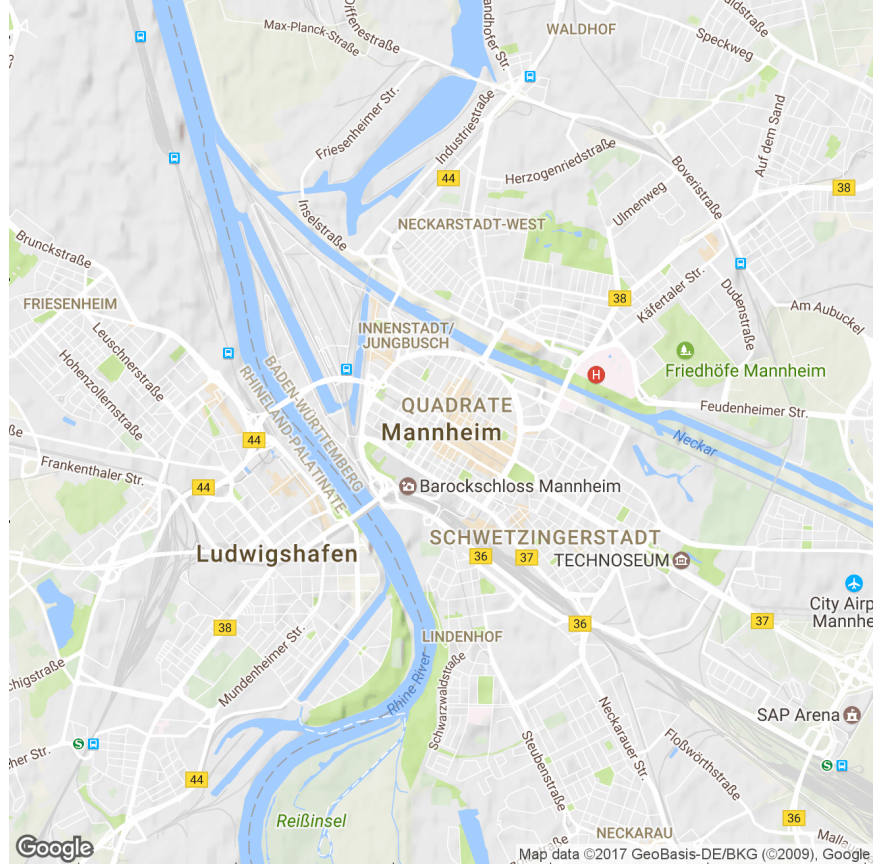 Max-Planck-Straße
Offenestraße
WALDHOF
Speckweg
Friesenheimer Str.
Industriestraße
Auf dem Sand
Herzogenriedstraße
Boveristraße
44
38
Ulmenweg
Inselstraße
NECKARSTADT-WEST
Brunckstraße
Käfertaler Str.
38
Dudenstraße
Am Aubuckel
FRIESENHEIM
Leuschnerstraße
INNENSTADT/
JUNGBUSCH
Hohenzollernstraße
Friedhöfe Mannheim
H
BADEN-WÜRTTEMBERG
RHINELAND-PALATINATE
QUADRATE
Mannheim
Feudenheimer Str.
Neckar
44
Frankenthaler Str.
44
Barockschloss Mannheim
SCHWETZINGERSTADT
Ludwigshafen
36
37
TECHNOSEUM
City Airp
Mannhe
38
LINDENHOF
36
37
Mundenheimer Str.
Rhine River
Schwarzwaldstraße
Neckarauer Str.
SAP Arena
S
Steubenstraße
Floßwörthstraße
S
44
Reißinsel
36
NECKARAU
Google
Map data ©2017 GeoBasis-DE/BKG (©2009), Google